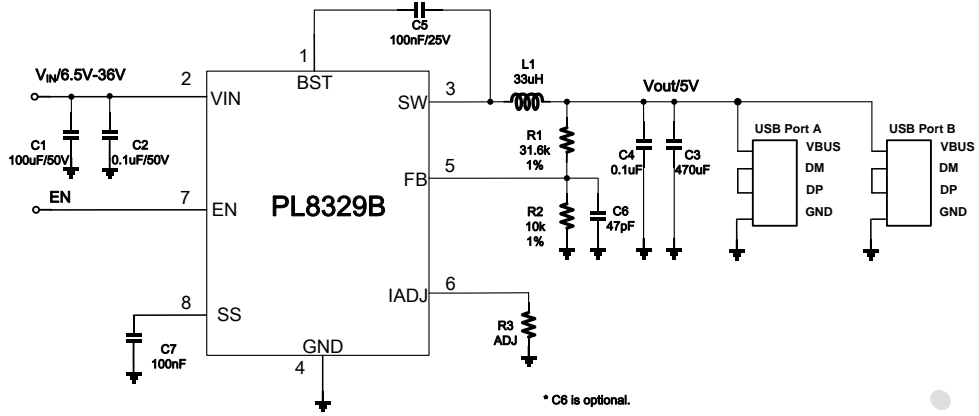 C5
100nF/25V
1
BST
VIN/6.5V-36V
2
VIN
C1
100uF/50V
C2
0.1uF/50V
EN
7
EN
PL8329B
8
SS
C7
100nF
GND
4
SW
3
L1
33uH
Vout/5V
R1
31.6k
1%
FB
5
R2
10k
1%
C6
47pF
C4
0.1uF
C3
470uF
IADJ
6
R3
ADJ
USB Port A
VBUS
DM
DP
GND
USB Port B
VBUS
DM
DP
GND
* C6 is optional.